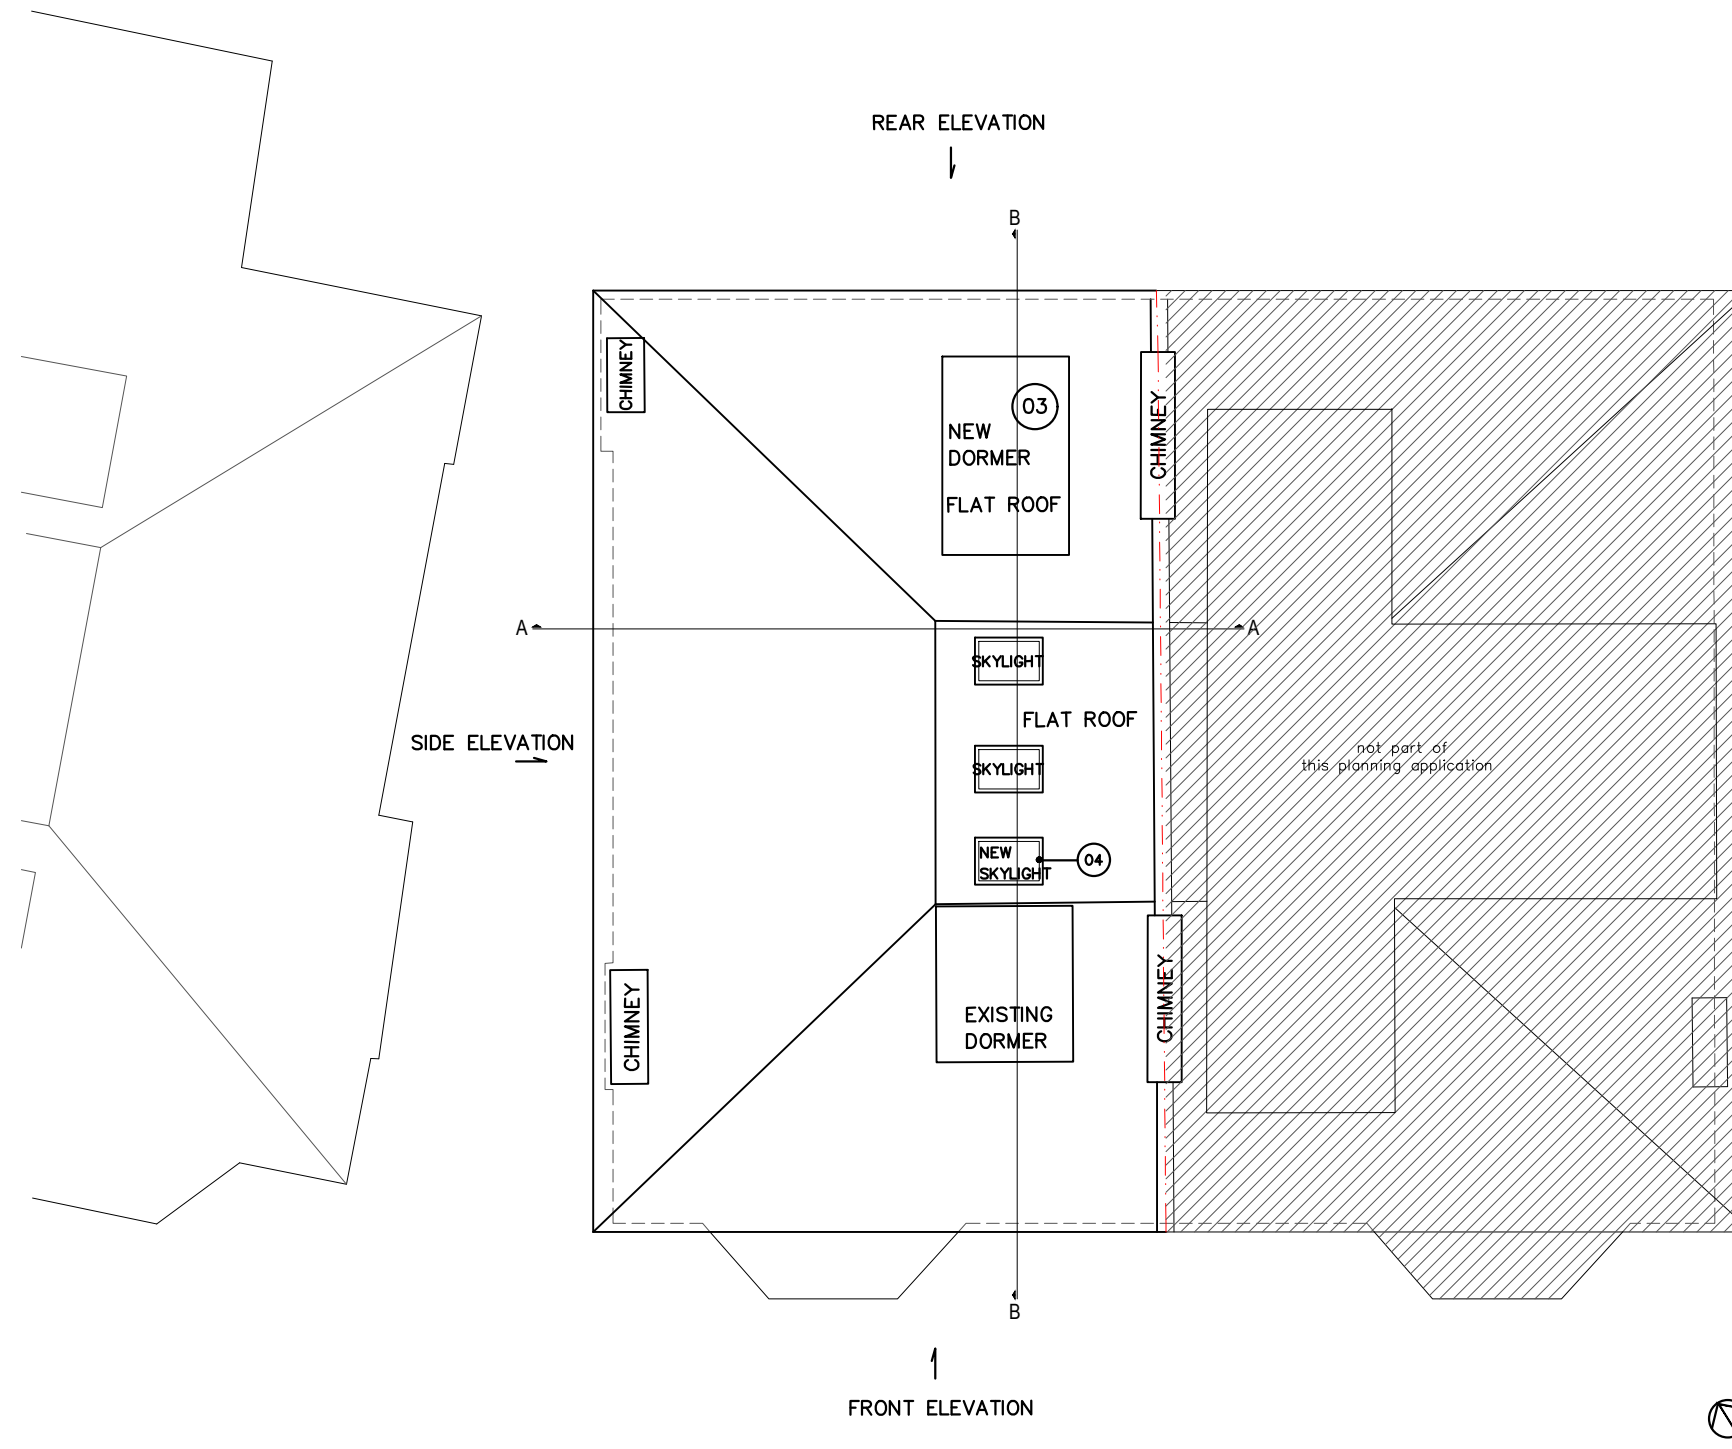 REAR ELEVATION
B
CHIMNEY
03
NEW
DORMER
FLAT ROOF
CHIMNEY
A
A
SKYLIGHT
FLAT ROOF
SIDE ELEVATION
SKYLIGHT
not part of
this planning application
NEW
SKYLIGHT
04
CHIMNEY
EXISTING
DORMER
CHIMNEY
B
FRONT ELEVATION